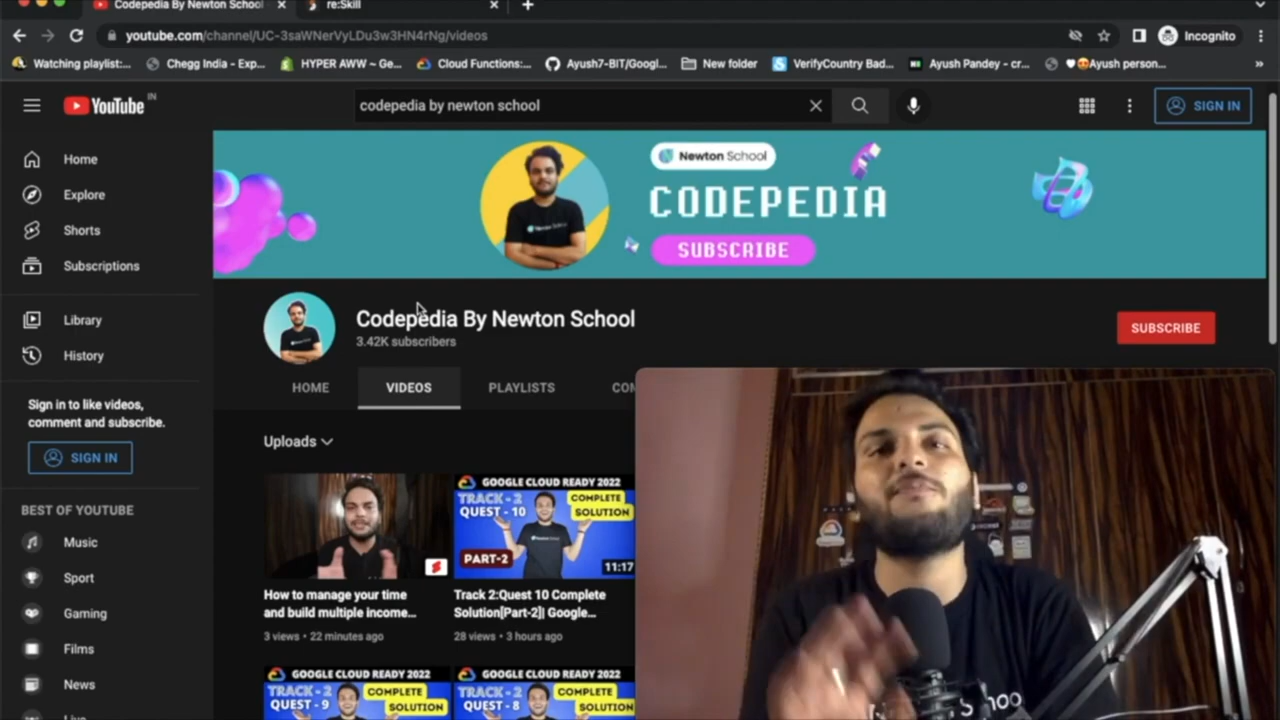 Codepedia By Newton School
re:Skill
youtube.com/channel/UC-3saWNerVyLDu3w3HN4rNg/videos
Incognito
Watching playlist:...
Chegg India - Exp...
HYPER AWW ~ Ge...
Cloud Functions:...
Ayush7-BIT/Googl...
New folder
VerifyCountry Bad...
Ayush Pandey - cr...
♥😍Ayush person...
»
YouTube IN
codepedia by newton school
SIGN IN
Home
Explore
Shorts
Subscriptions
Library
History
Sign in to like videos,
comment and subscribe.
SIGN IN
BEST OF YOUTUBE
Music
Sport
Gaming
Films
News
Newton School
CODEPEDIA
SUBSCRIBE
Codepedia By Newton School
3.42K subscribers
SUBSCRIBE
HOME
VIDEOS
PLAYLISTS
COM
Uploads
GOOGLE CLOUD READY 2022
TRACK - 2
QUEST - 10
COMPLETE
SOLUTION
PART-2
11:17
How to manage your time
and build multiple income...
3 views • 22 minutes ago
Track 2:Quest 10 Complete
Solution[Part-2]| Google...
28 views • 3 hours ago
GOOGLE CLOUD READY 2022
TRACK - 2
QUEST - 9
COMPLETE
SOLUTION
GOOGLE CLOUD READY 2022
TRACK - 2
QUEST - 8
COMPLETE
SOLUTION